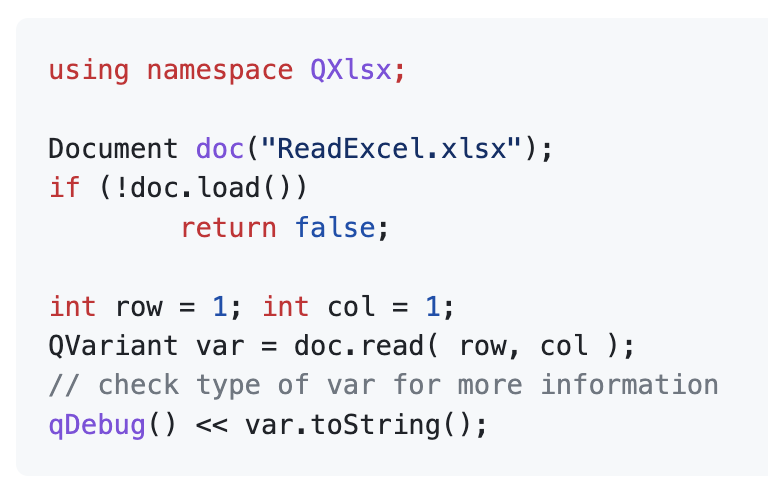 using namespace QXlsx;
Document doc("ReadExcel.xlsx");
if (!doc.load())
        return false;
int row = 1; int col = 1;
QVariant var = doc.read( row, col );
// check type of var for more information
qDebug() << var.toString();